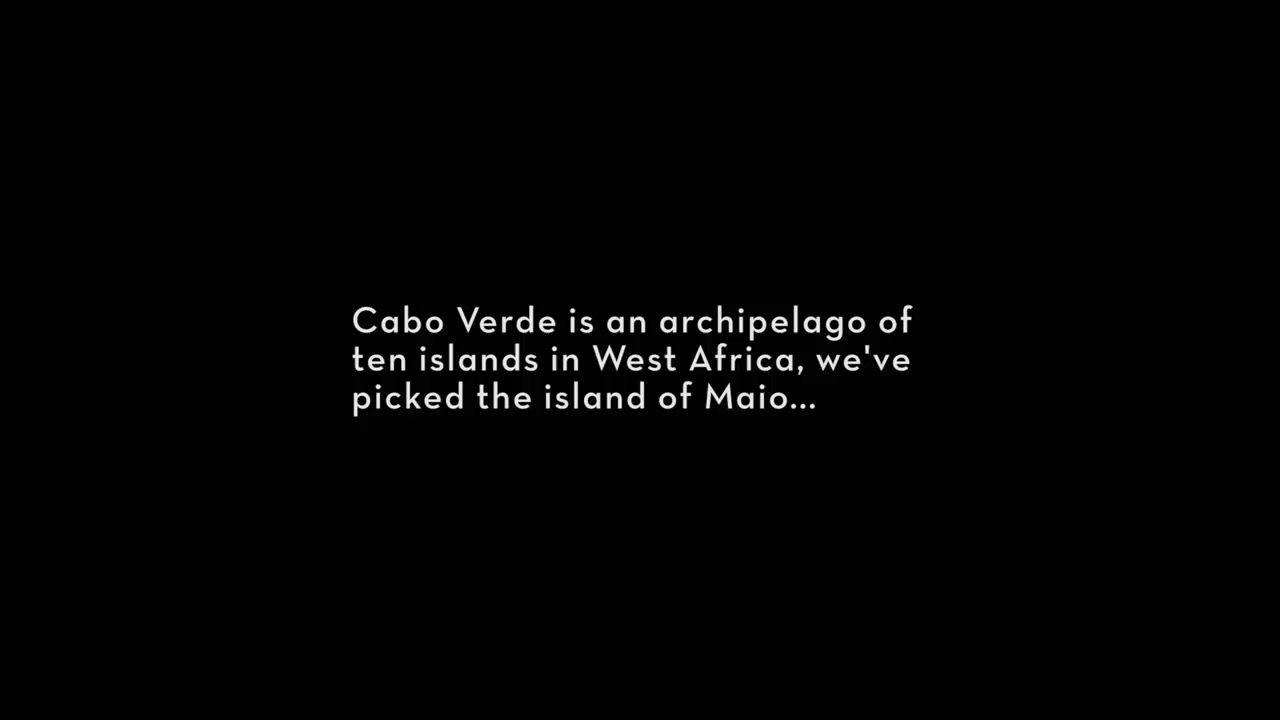 Cabo Verde is an archipelago of
ten islands in West Africa, we've
picked the island of Maio...